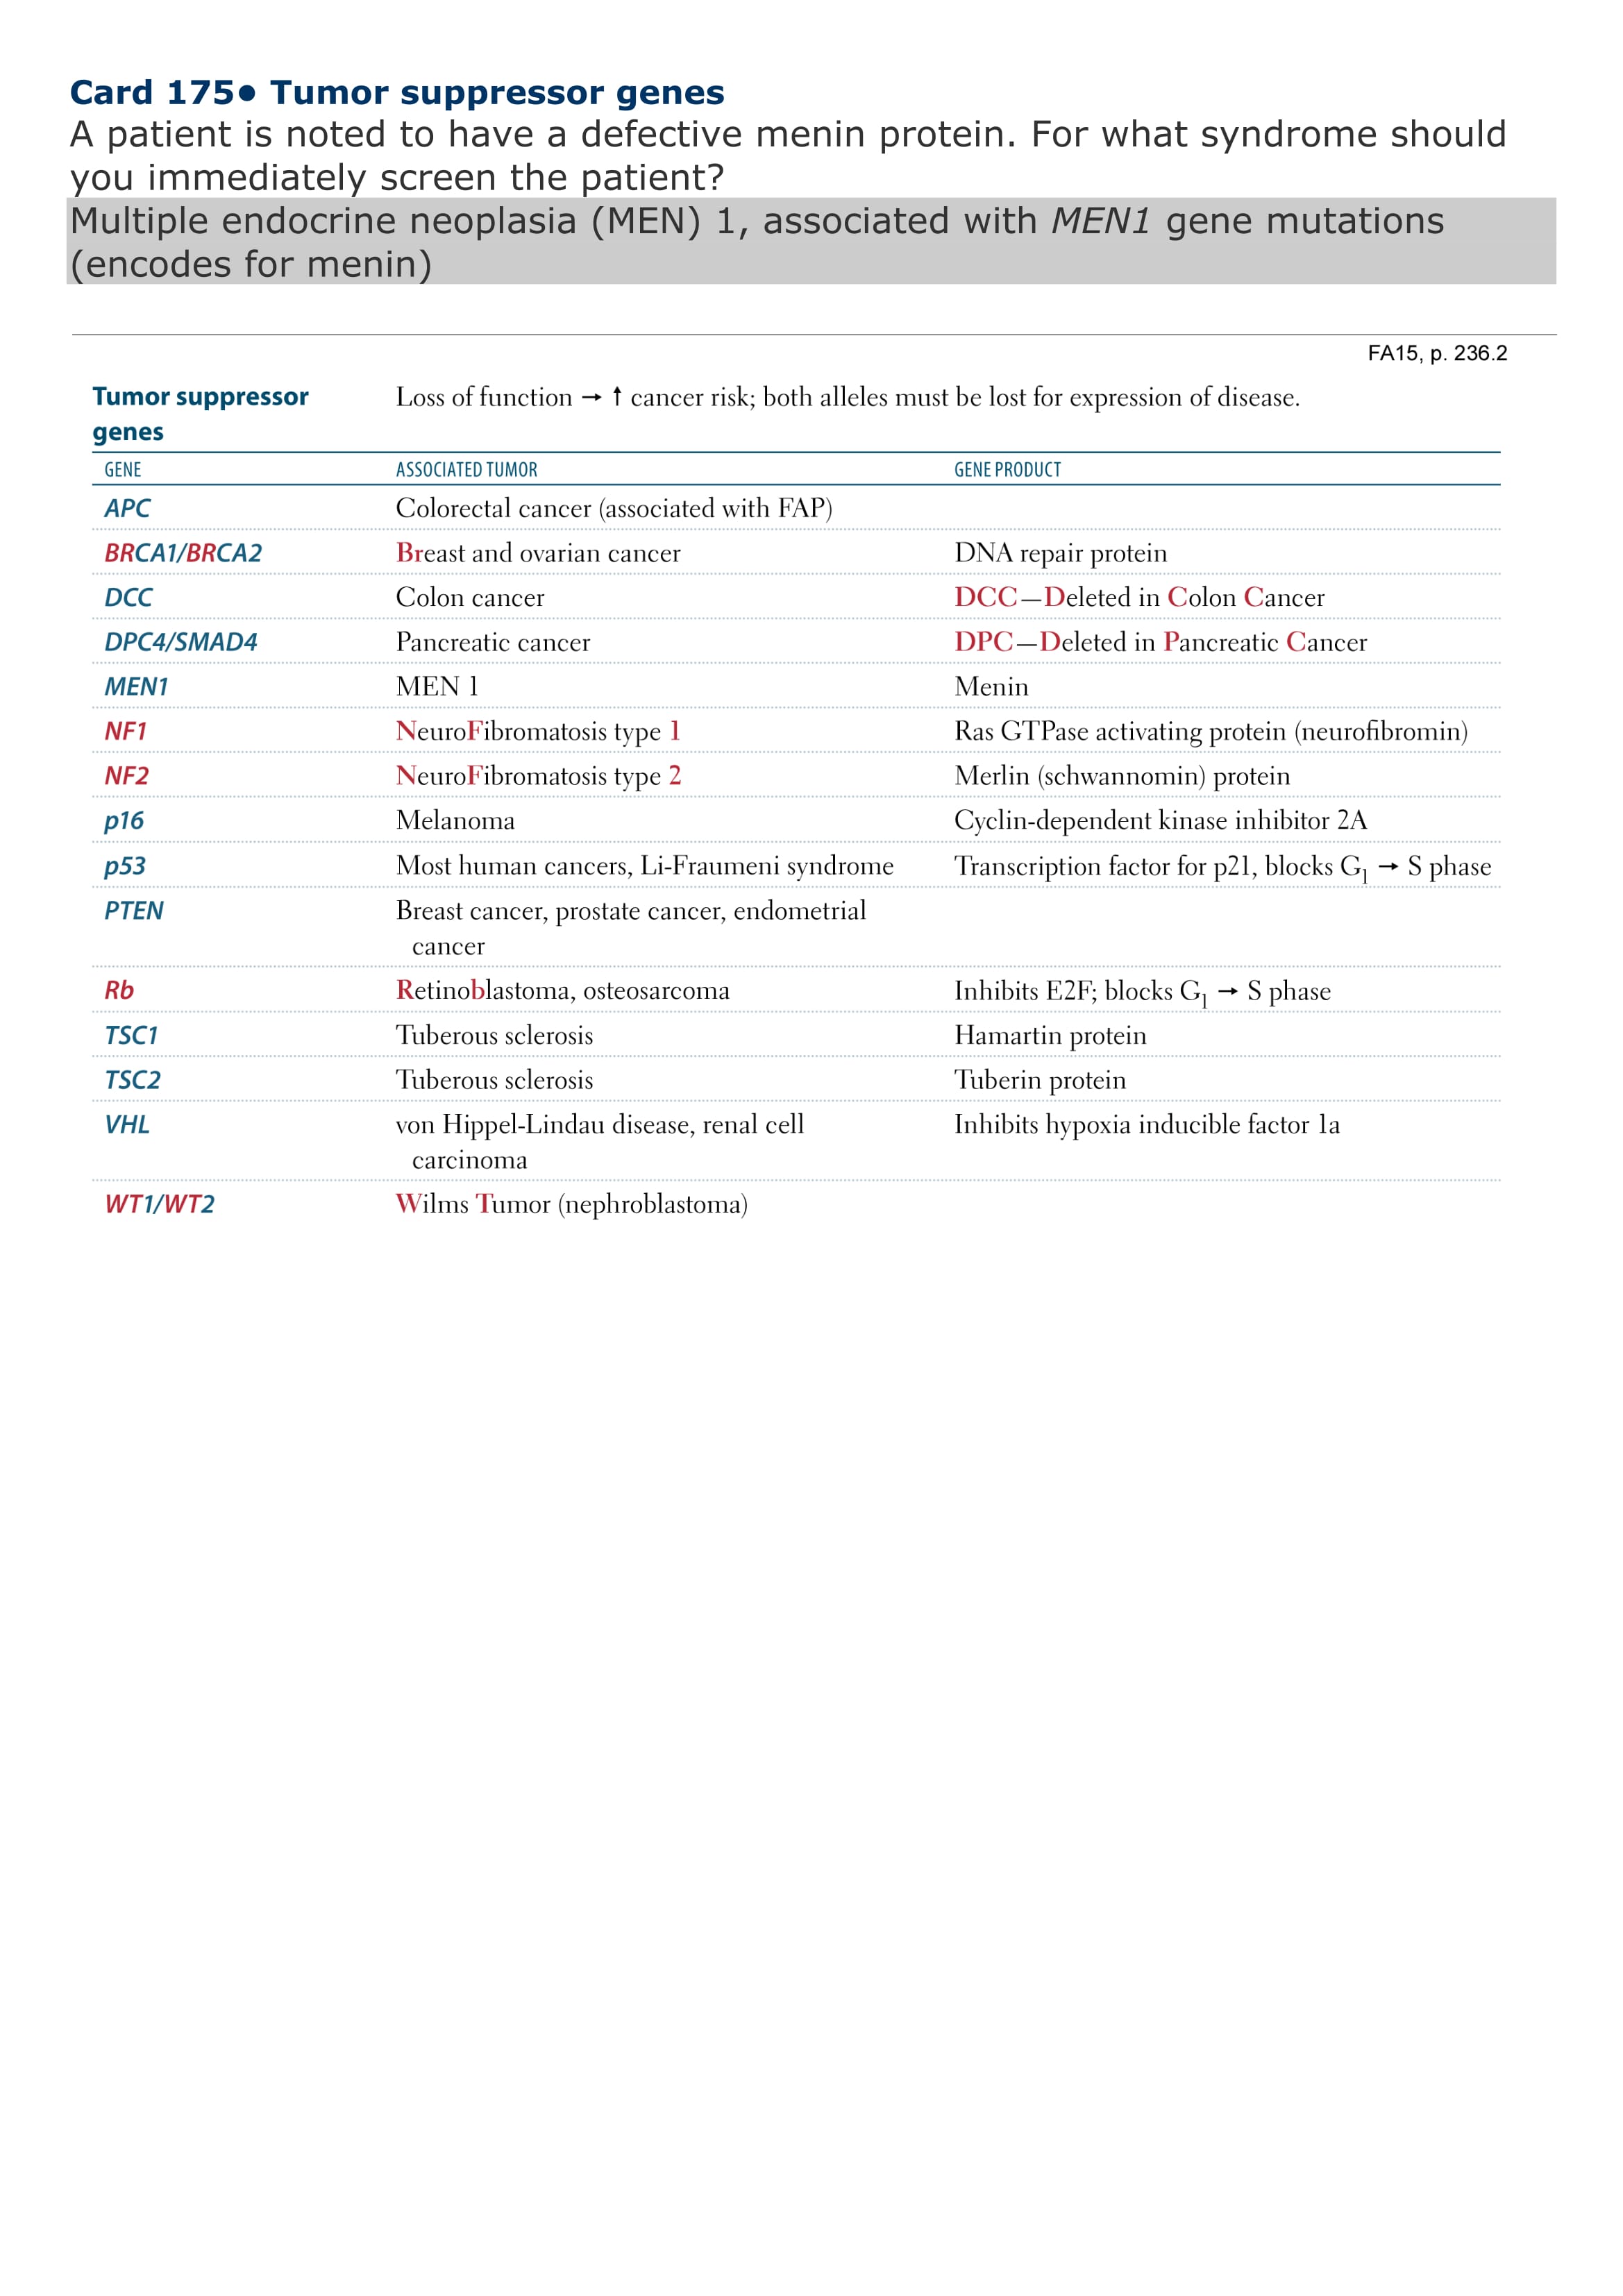 Card 175• Tumor suppressor genes
A patient is noted to have a defective menin protein. For what syndrome should
you immediately screen the patient?
Multiple endocrine neoplasia (MEN) 1, associated with MEN1 gene mutations
(encodes for menin)
FA15, p. 236.2
Tumor suppressor genes
Loss of function → ↑ cancer risk; both alleles must be lost for expression of disease.
GENE ASSOCIATED TUMOR GENE PRODUCT
APC Colorectal cancer (associated with FAP)
BRCA1/BRCA2 Breast and ovarian cancer DNA repair protein
DCC Colon cancer DCC—Deleted in Colon Cancer
DPC4/SMAD4 Pancreatic cancer DPC—Deleted in Pancreatic Cancer
MEN1 MEN 1 Menin
NF1 NeuroFibromatosis type 1 Ras GTPase activating protein (neurofibromin)
NF2 NeuroFibromatosis type 2 Merlin (schwannomin) protein
p16 Melanoma Cyclin-dependent kinase inhibitor 2A
p53 Most human cancers, Li-Fraumeni syndrome Transcription factor for p21, blocks G1 → S phase
PTEN Breast cancer, prostate cancer, endometrial
cancer
Rb Retinoblastoma, osteosarcoma Inhibits E2F; blocks G1 → S phase
TSC1 Tuberous sclerosis Hamartin protein
TSC2 Tuberous sclerosis Tuberin protein
VHL von Hippel-Lindau disease, renal cell Inhibits hypoxia inducible factor 1a
carcinoma
WT1/WT2 Wilms Tumor (nephroblastoma)